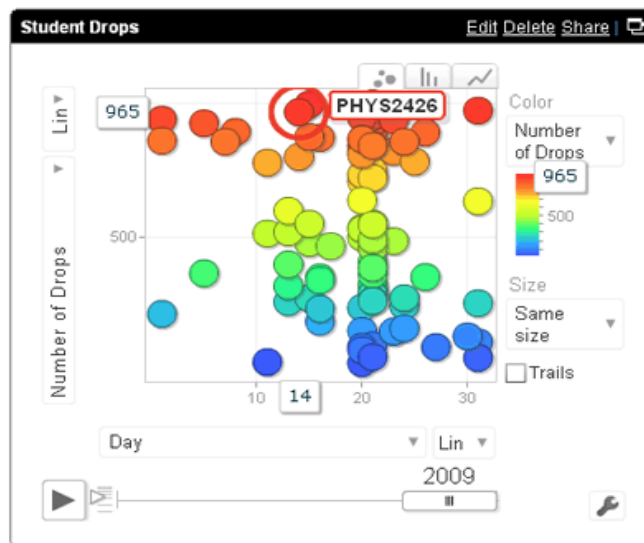 Student Drops
Edit Delete Share |
Lin
965
PHYS2426
500
Number of Drops
10
20
30
14
Color
Number
of Drops
965
500
Size
Same
size
Trails
Day
Lin
2009